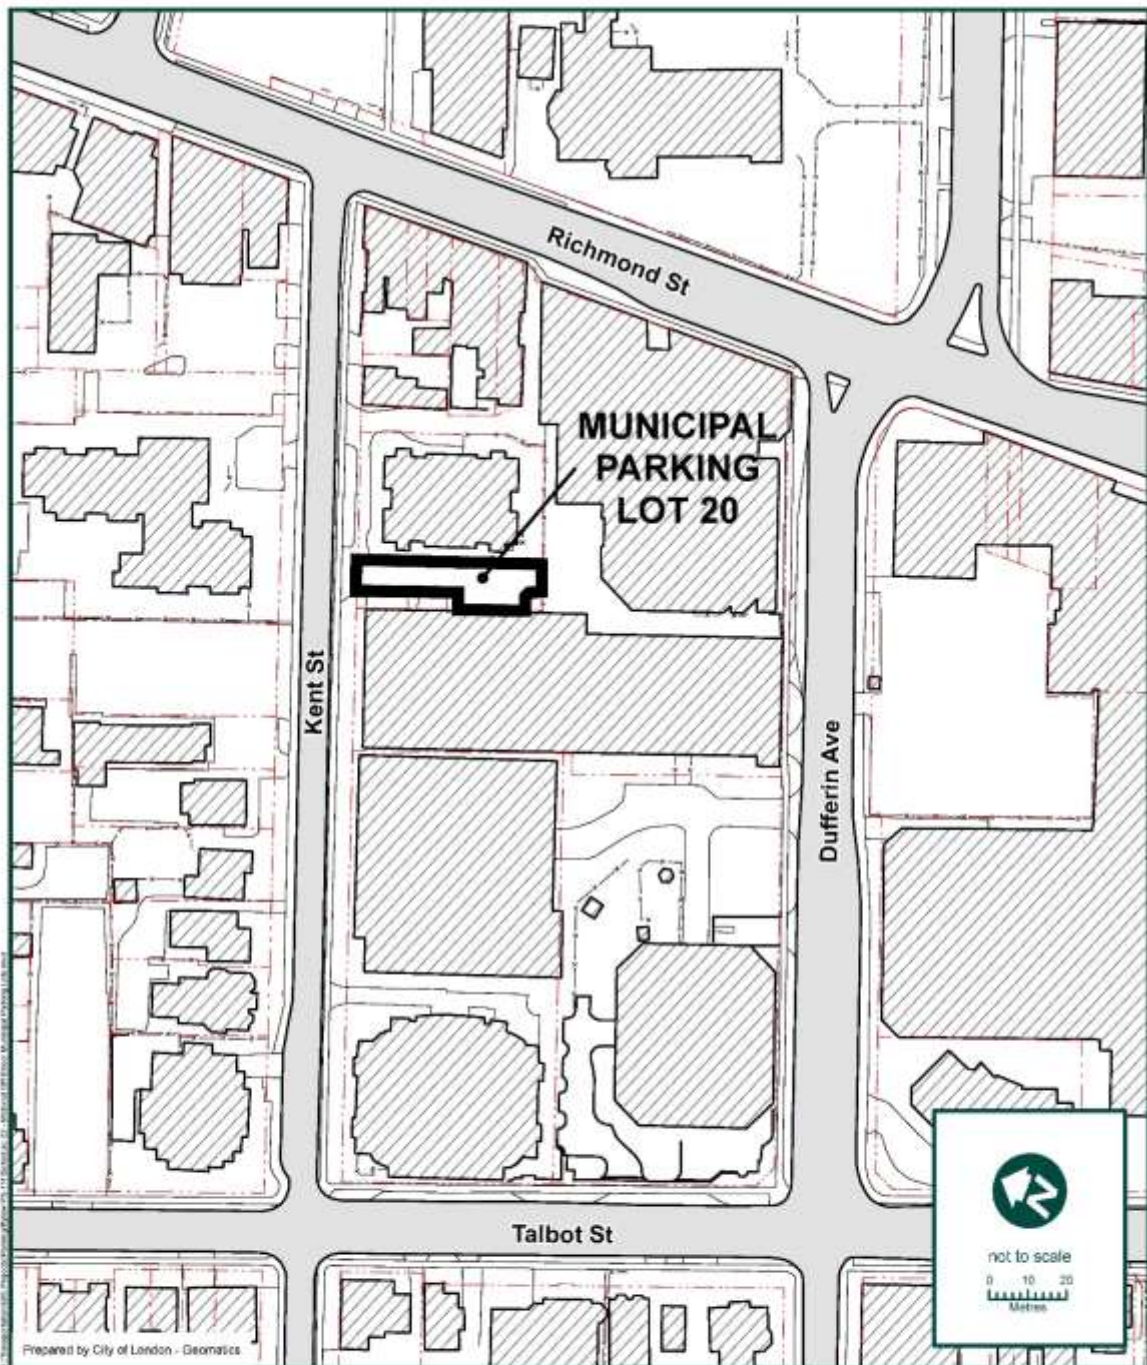 Richmond St
MUNICIPAL
PARKING
LOT 20
Kent St
Dufferin Ave
Talbot St
N
not to scale
0 10 20
Metres
Prepared by City of London - Geomatics